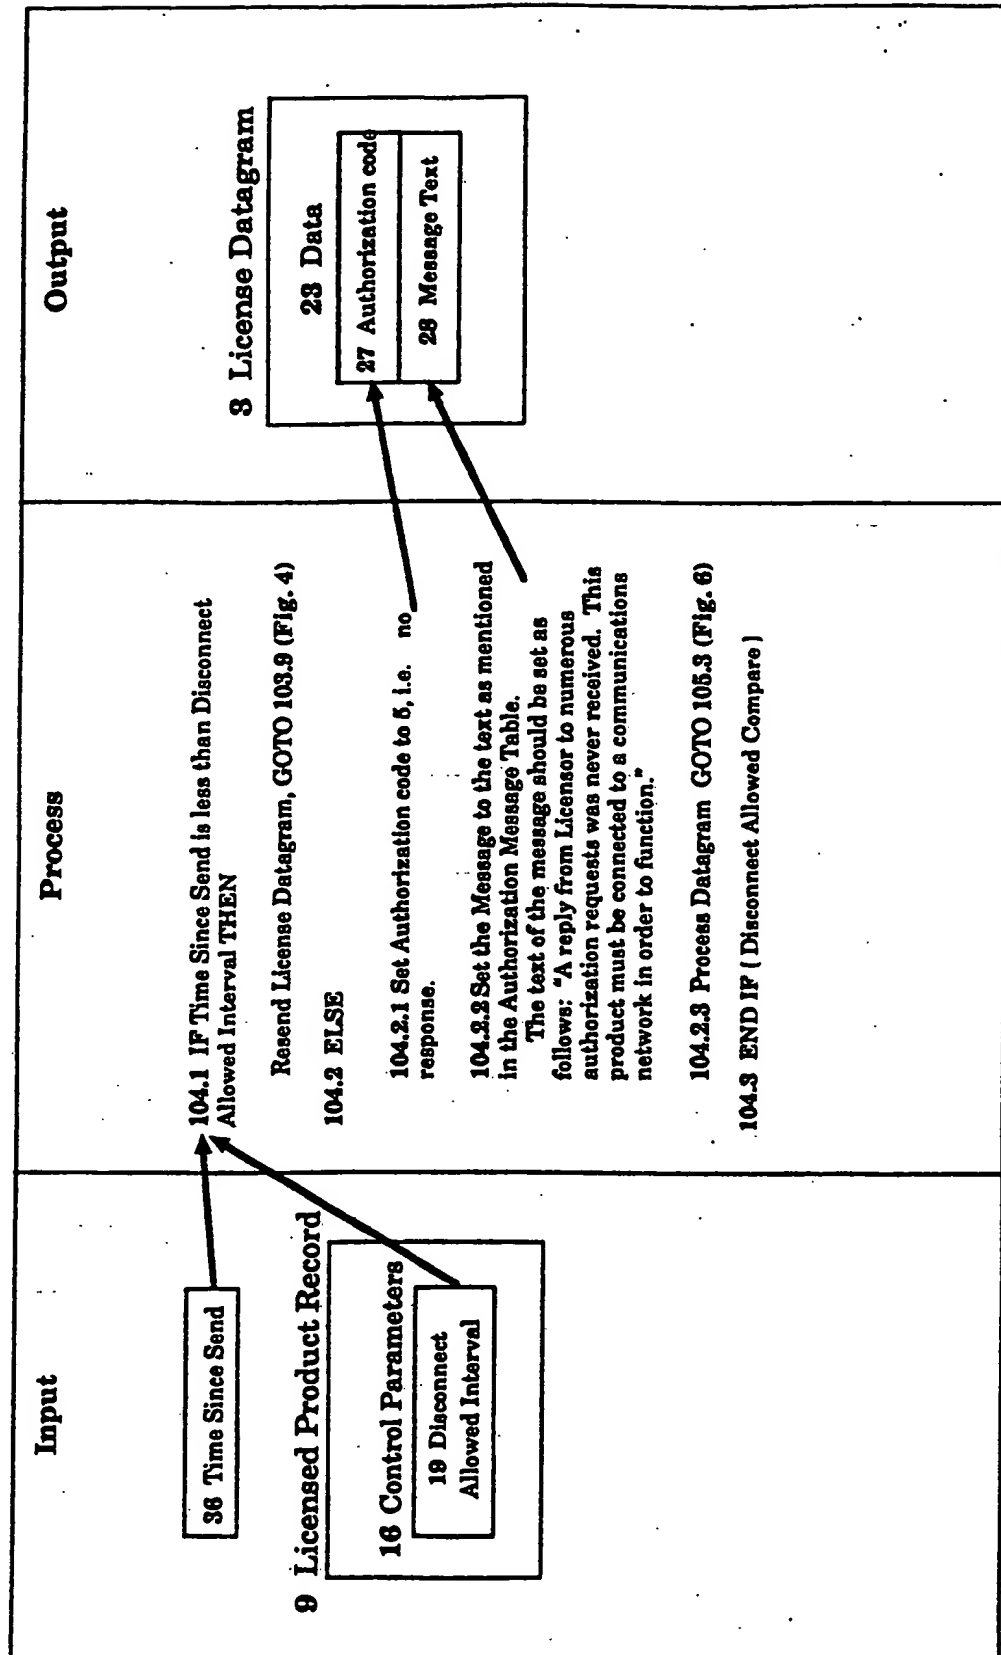 Input
36 Time Since Send
9 Licensed Product Record
16 Control Parameters
19 Disconnect
Allowed Interval
Process
104.1 IF Time Since Send is less than Disconnect
Allowed Interval THEN
Resend License Datagram, GOTO 103.9 (Fig. 4)
104.2 ELSE
104.2.1 Set Authorization code to 5, i.e. no
response.
104.2.2 Set the Message to the text as mentioned
in the Authorization Message Table.
The text of the message should be set as
follows: "A reply from Licensor to numerous
authorization requests was never received. This
product must be connected to a communications
network in order to function."
104.2.3 Process Datagram GOTO 105.3 (Fig. 6)
104.3 END IF ( Disconnect Allowed Compare )
Output
3 License Datagram
23 Data
27 Authorization code
28 Message Text